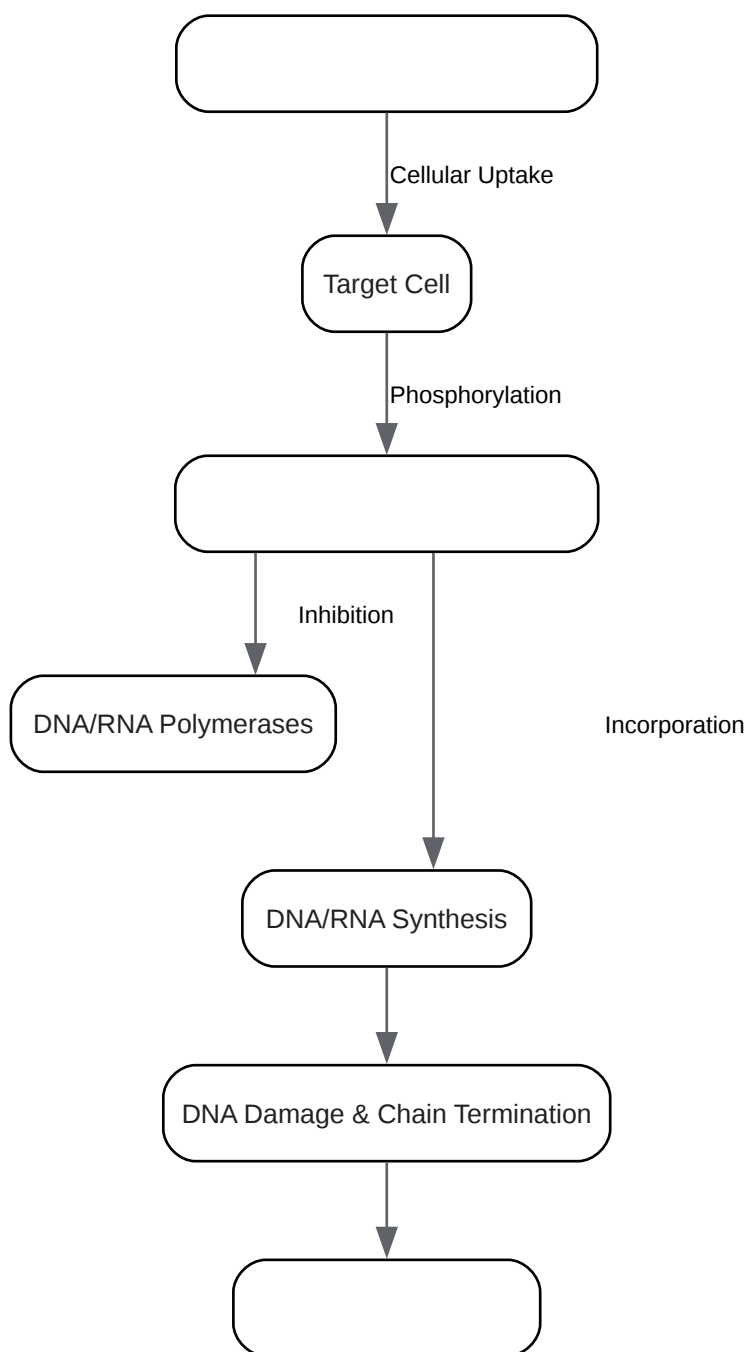 Cellular Uptake
Target Cell
Phosphorylation
Inhibition
DNA/RNA Polymerases
Incorporation
DNA/RNA Synthesis
DNA Damage & Chain Termination